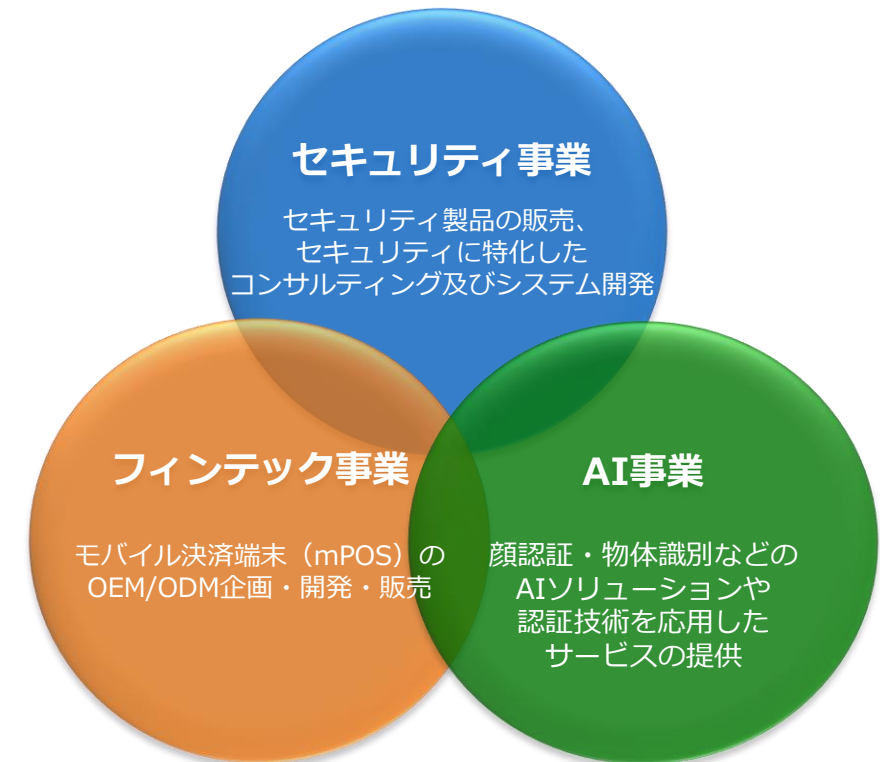 セキュリティ事業
セキュリティ製品の販売、
セキュリティに特化した
コンサルティング及びシステム開発
フィンテック事業
モバイル決済端末（mPOS）の
OEM/ODM企画・開発・販売
AI事業
顔認証・物体識別などの
AIソリューションや
認証技術を応用した
サービスの提供